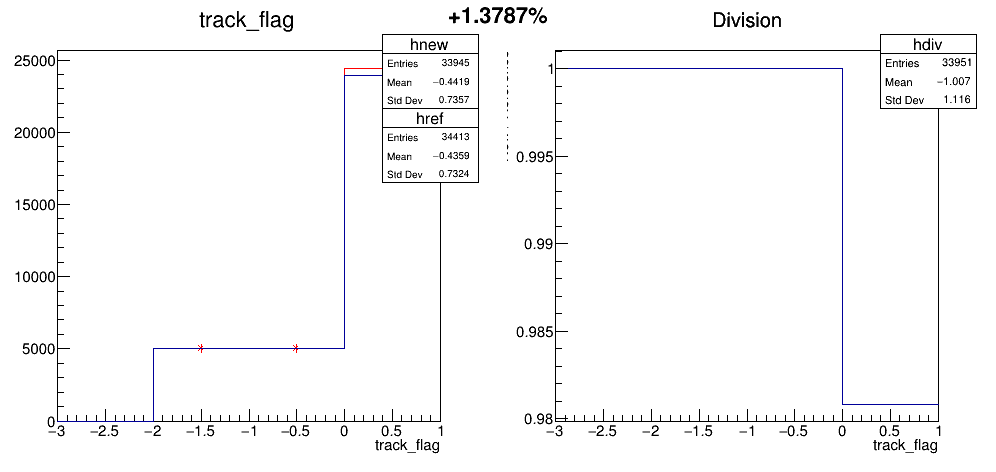 track_flag
+1.3787%
Division
hnew
Entries 33945
Mean −0.4419
Std Dev 0.7357
href
Entries 34413
Mean −0.4359
Std Dev 0.7324
25000
20000
15000
10000
5000
0
−3 −2.5 −2 −1.5 −1 −0.5 0 0.5 1
track_flag
hdiv
Entries 33951
Mean −1.007
Std Dev 1.116
1
0.995
0.99
0.985
0.98
−3 −2.5 −2 −1.5 −1 −0.5 0 0.5 1
track_flag